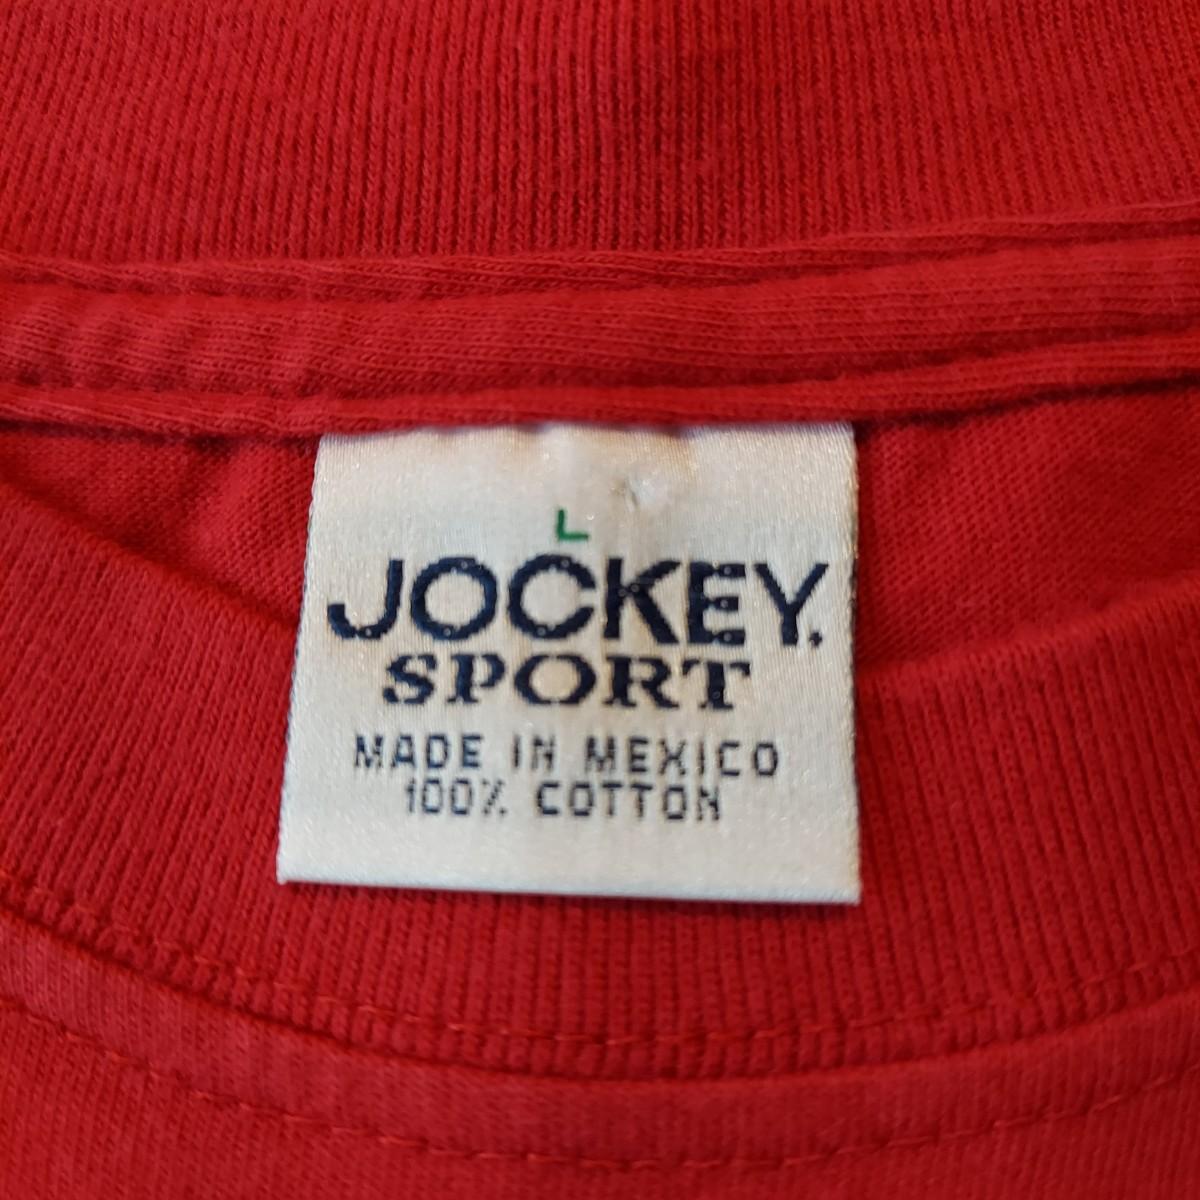 L
JOCKEY.
SPORT
MADE IN MEXICO
100% COTTON